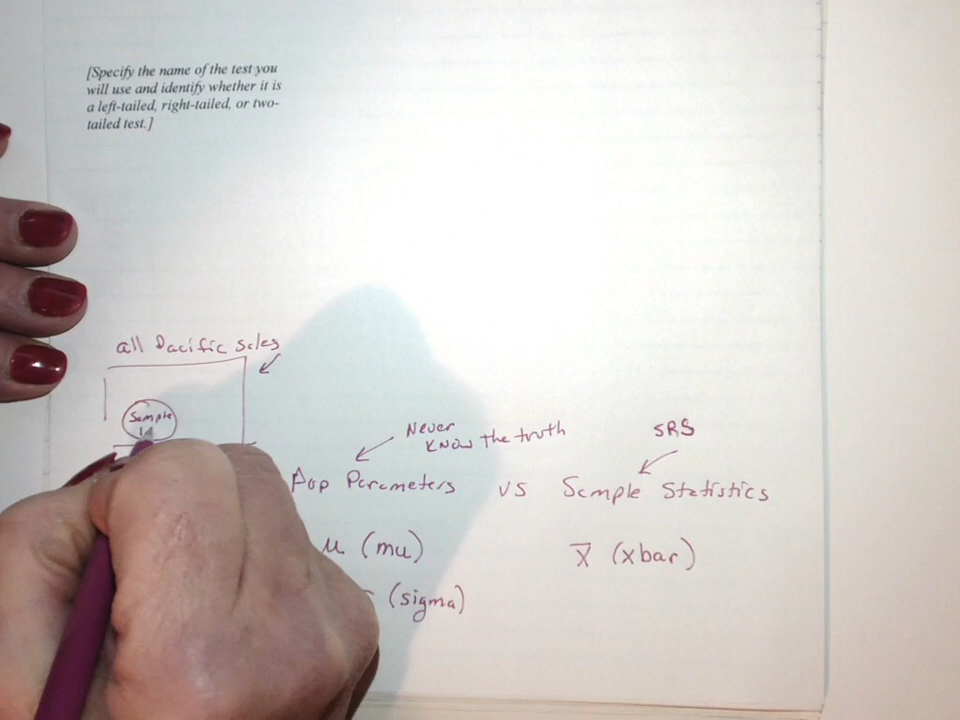 [Specify the name of the test you
will use and identify whether it is
a left-tailed, right-tailed, or two-
tailed test.]
all Pacific sales
Sample
14
Never
know the truth
SRS
Pop Parameters vs Sample Statistics
μ (mu)
x̄ (xbar)
(sigma)